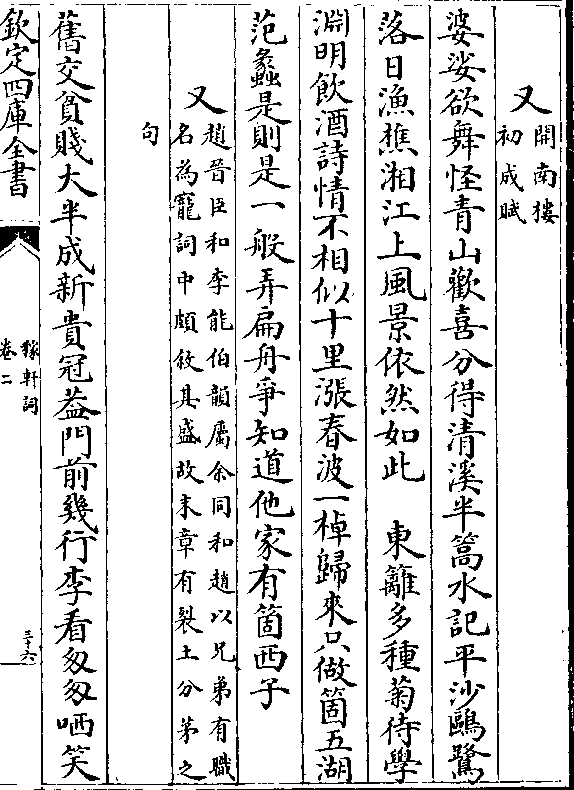 又開南樓初成賦
婆娑欲舞怪青山歡喜分得清溪半篙水記平沙鷗鷺
落日漁樵湘江上風景依然如此　東籬多種菊待學
淵明飲酒詩情不相似十里漲春波一棹歸來只做箇五湖
范蠡是則是一般弄扁舟爭知道他家有箇西子
又趙晉臣和李能伯韻屬余同和趙以兄弟有職
名為寵詞中頗敘其盛故末章有裂土分茅之
句
舊交貧賤大半成新貴冠葢門前幾行李看匆匆哂笑
欽定四庫全書
稼軒詞
卷二
三十六